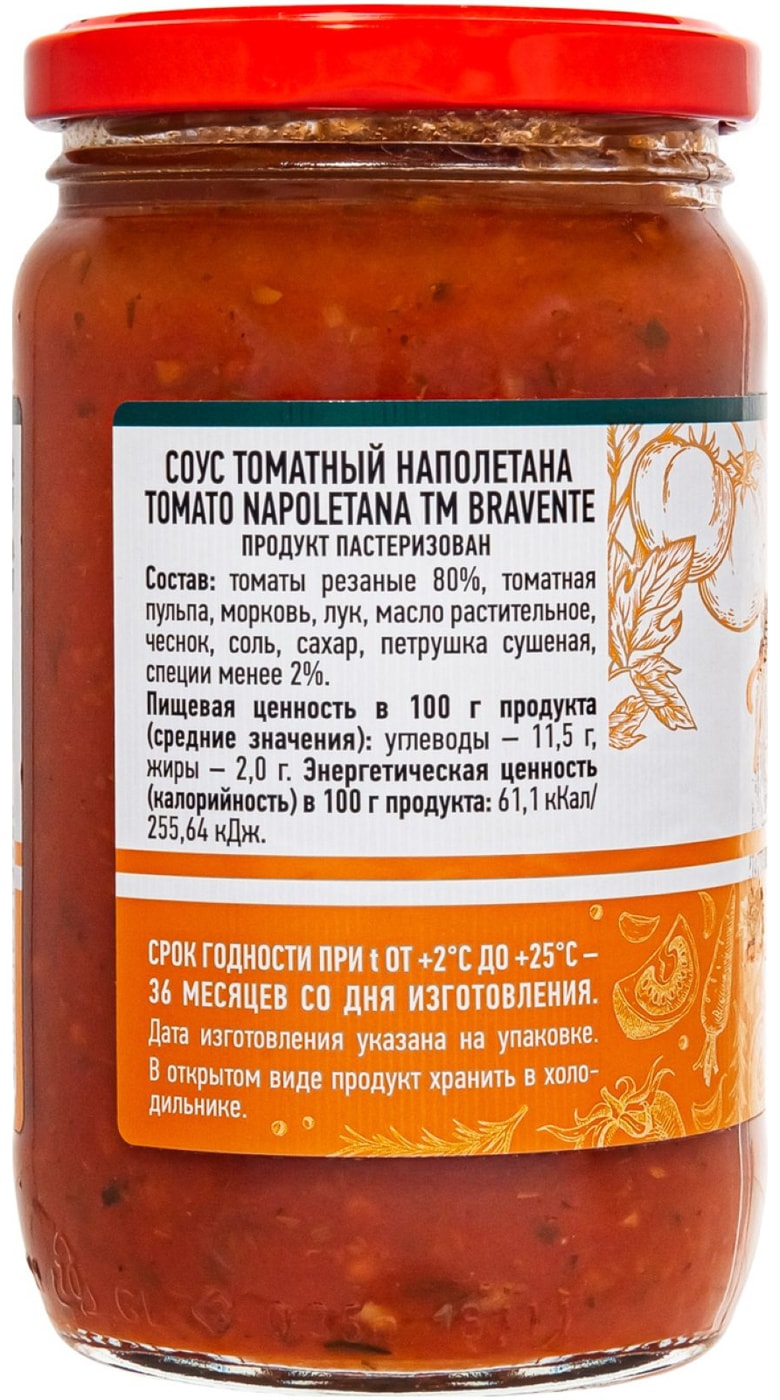 СОУС ТОМАТНЫЙ НАПОЛЕТАНА
TOMATO NAPOLETANA TM BRAVENTE
ПРОДУКТ ПАСТЕРИЗОВАН
Состав: томаты резаные 80%, томатная
пульпа, морковь, лук, масло растительное,
чеснок, соль, сахар, петрушка сушеная,
специи менее 2%.
Пищевая ценность в 100 г продукта
(средние значения): углеводы – 11,5 г,
жиры – 2,0 г. Энергетическая ценность
(калорийность) в 100 г продукта: 61,1 кКал/
255,64 кДж.
СРОК ГОДНОСТИ ПРИ t ОТ +2°С ДО +25°С –
36 МЕСЯЦЕВ СО ДНЯ ИЗГОТОВЛЕНИЯ.
Дата изготовления указана на упаковке.
В открытом виде продукт хранить в холо-
дильнике.